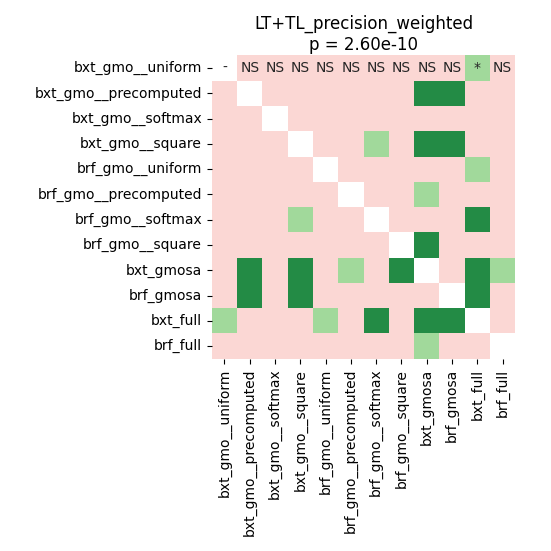 LT+TL_precision_weighted
p = 2.60e-10
bxt_gmo__uniform
- NS NS NS NS NS NS NS NS NS * NS
bxt_gmo__precomputed
bxt_gmo__softmax
bxt_gmo__square
brf_gmo__uniform
brf_gmo__precomputed
brf_gmo__softmax
brf_gmo__square
bxt_gmosa
brf_gmosa
bxt_full
brf_full
bxt_gmo__uniform
bxt_gmo__precomputed
bxt_gmo__softmax
bxt_gmo__square
brf_gmo__uniform
brf_gmo__precomputed
brf_gmo__softmax
brf_gmo__square
bxt_gmosa
brf_gmosa
bxt_full
brf_full